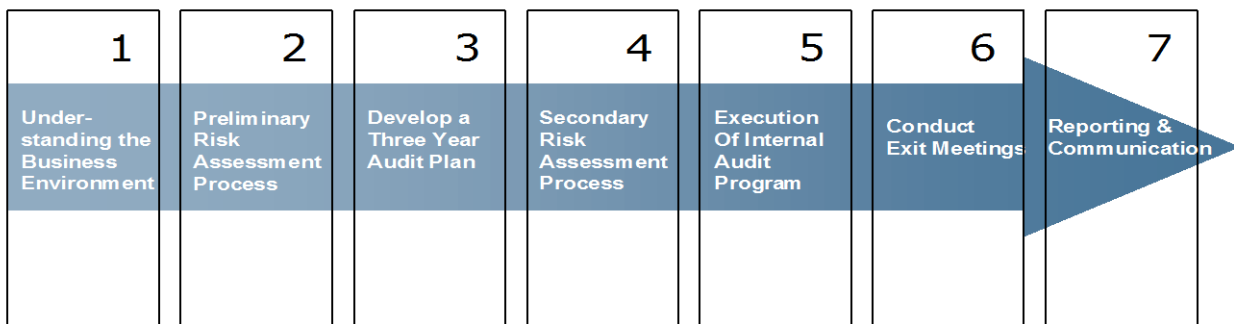 1
Under-
standing the
Business
Environment
2
Preliminary
Risk
Assessment
Process
3
Develop a
Three Year
Audit Plan
4
Secondary
Risk
Assessment
Process
5
Execution
Of Internal
Audit
Program
6
Conduct
Exit Meetings
7
Reporting &
Communication